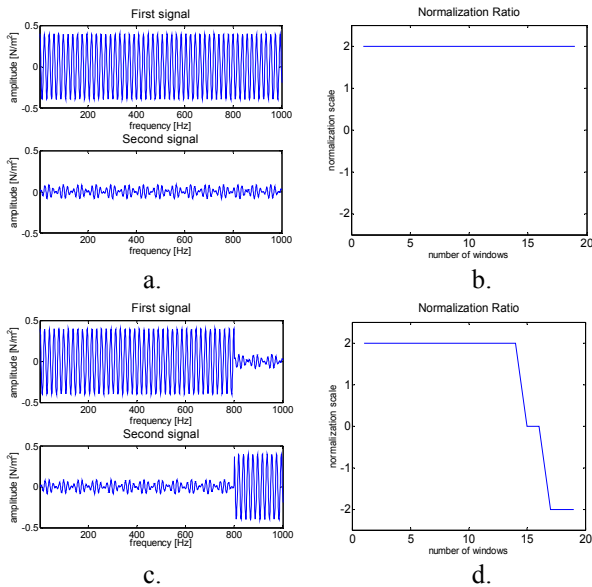 First signal
amplitude [N/m²]
0.5
0
-0.5
200 400 600 800 1000
frequency [Hz]
Second signal
amplitude [N/m²]
0.5
0
-0.5
200 400 600 800 1000
frequency [Hz]
a.
Normalization Ratio
normalization scale
2
1
0
-1
-2
0 5 10 15 20
number of windows
b.
First signal
amplitude [N/m²]
0.5
0
-0.5
200 400 600 800 1000
frequency [Hz]
Second signal
amplitude [N/m²]
0.5
0
-0.5
200 400 600 800 1000
frequency [Hz]
c.
Normalization Ratio
normalization scale
2
1
0
-1
-2
0 5 10 15 20
number of windows
d.